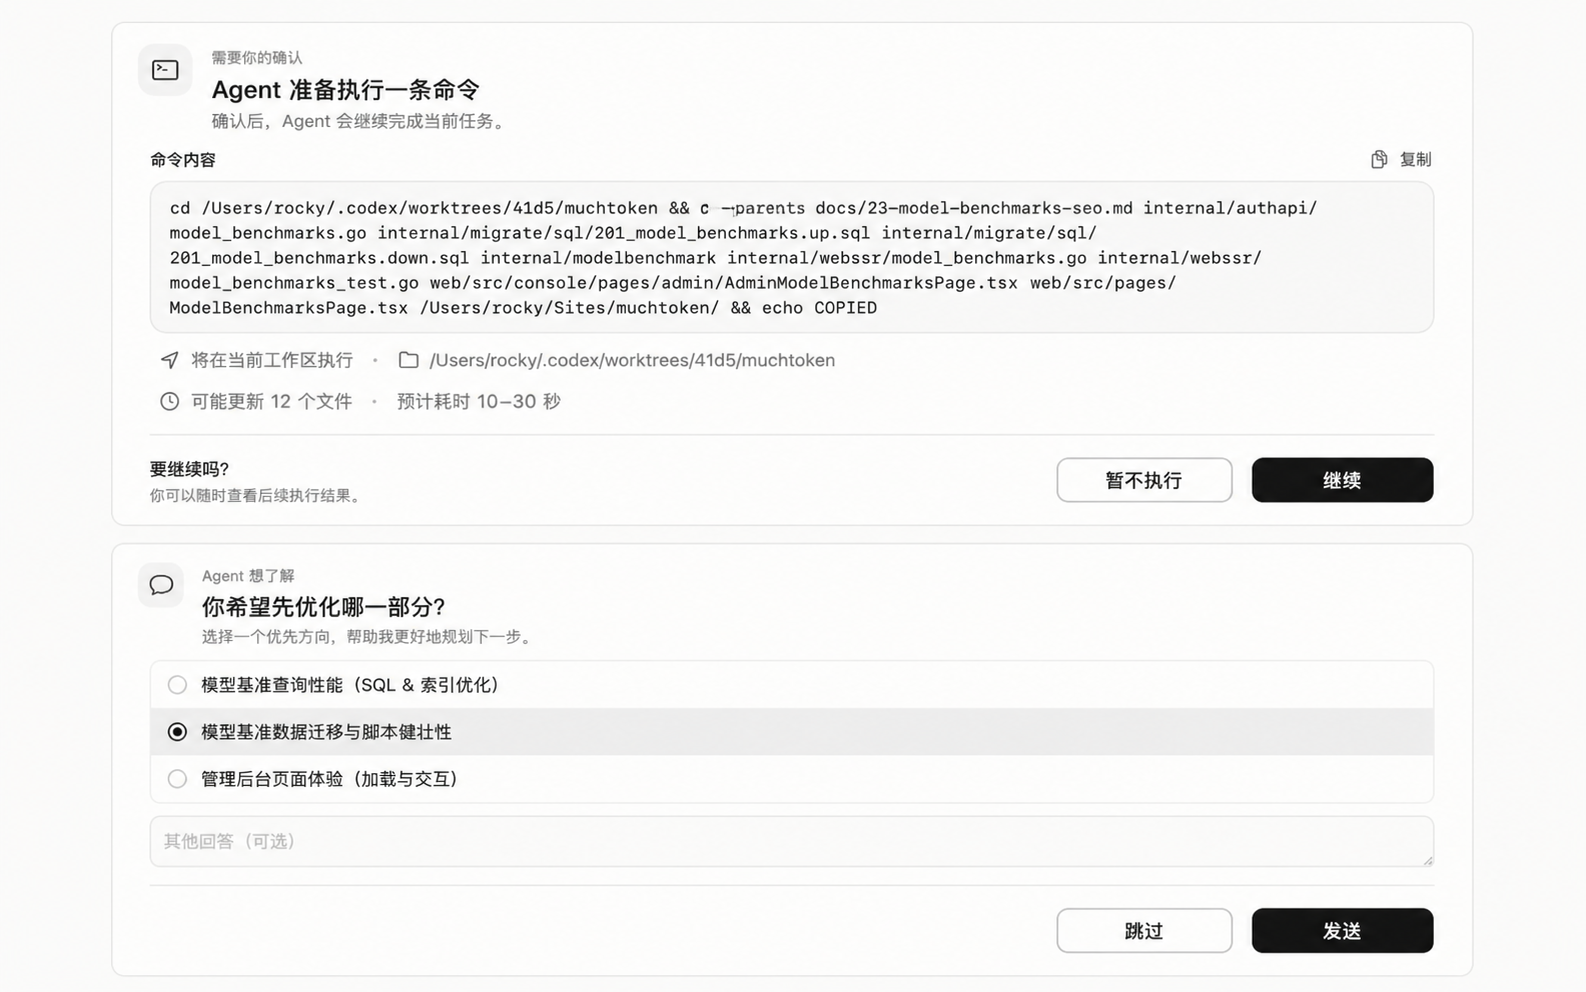 需要你的确认
Agent 准备执行一条命令
确认后，Agent 会继续完成当前任务。
命令内容
复制
cd /Users/rocky/.codex/worktrees/41d5/muchtoken && c parents docs/23-model-benchmarks-seo.md internal/authapi/
model_benchmarks.go internal/migrate/sql/201_model_benchmarks.up.sql internal/migrate/sql/
201_model_benchmarks.down.sql internal/modelbenchmark internal/webssr/model_benchmarks.go internal/webssr/
model_benchmarks_test.go web/src/console/pages/admin/AdminModelBenchmarksPage.tsx web/src/pages/
ModelBenchmarksPage.tsx /Users/rocky/Sites/muchtoken/ && echo COPIED
将在当前工作区执行 · /Users/rocky/.codex/worktrees/41d5/muchtoken
可能更新 12 个文件 · 预计耗时 10–30 秒
要继续吗?
你可以随时查看后续执行结果。
暂不执行
继续
Agent 想了解
你希望先优化哪一部分?
选择一个优先方向，帮助我更好地规划下一步。
模型基准查询性能（SQL & 索引优化）
模型基准数据迁移与脚本健壮性
管理后台页面体验（加载与交互）
其他回答（可选）
跳过
发送